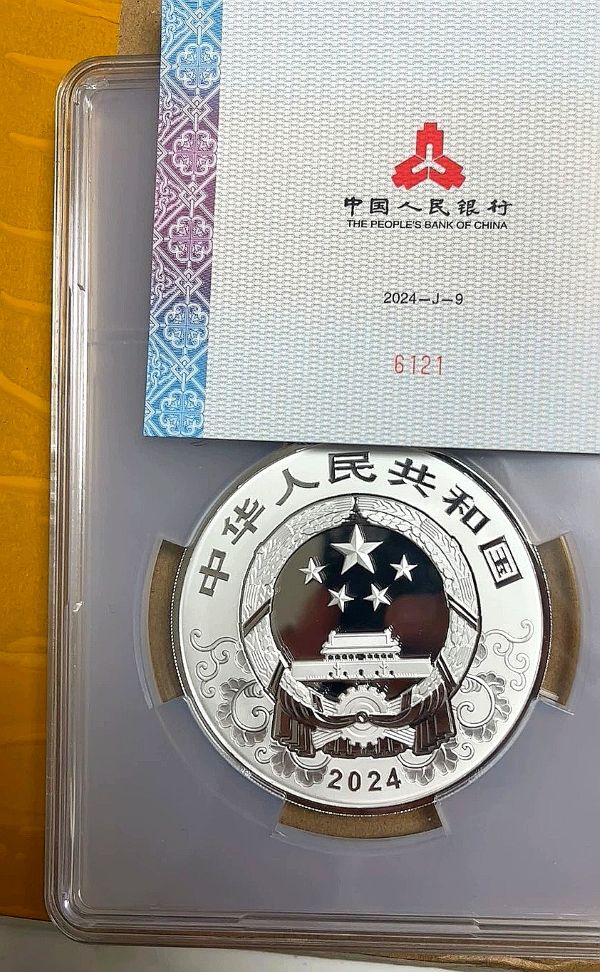 中国人民银行
THE PEOPLE'S BANK OF CHINA
2024—J—9
6121
中华人民共和国
2024